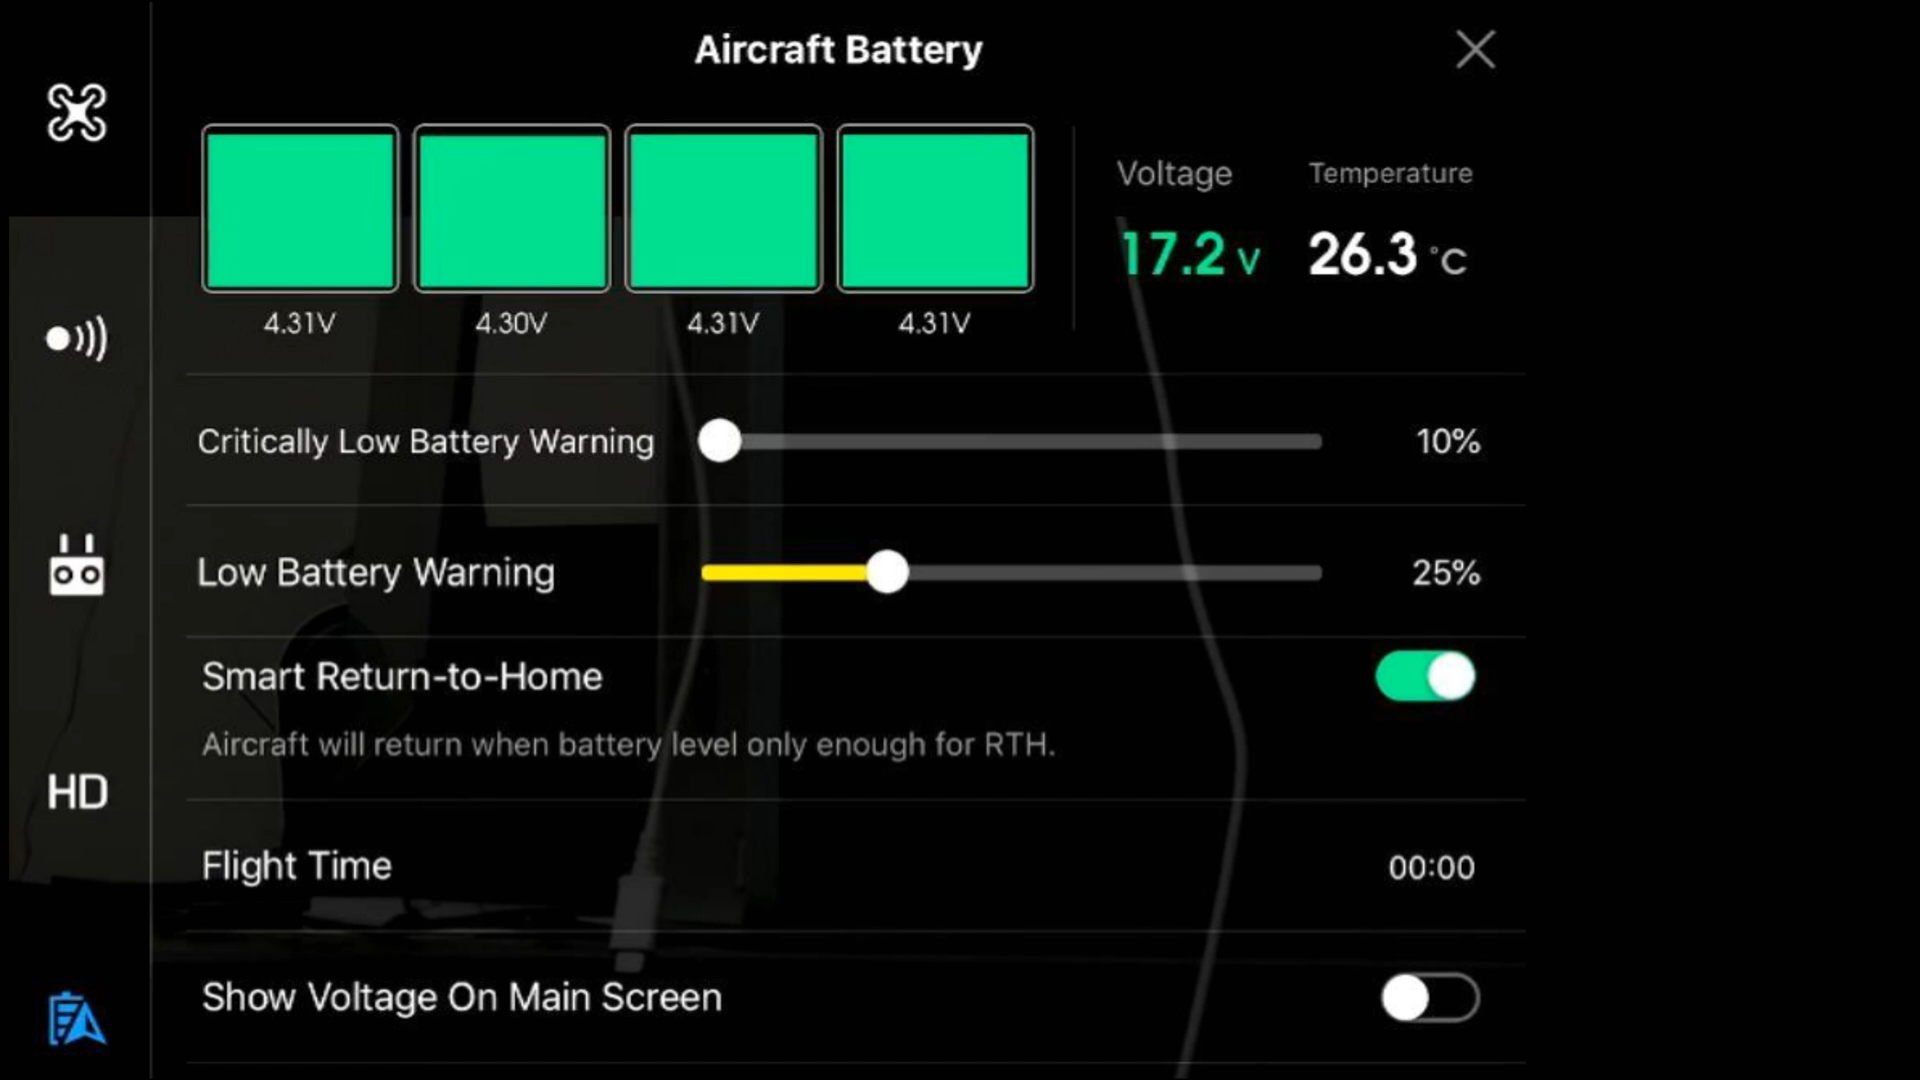 Aircraft Battery
Voltage Temperature
17.2 V 26.3 °C
4.31V 4.30V 4.31V 4.31V
Critically Low Battery Warning 10%
Low Battery Warning 25%
Smart Return-to-Home
Aircraft will return when battery level only enough for RTH.
HD
Flight Time 00:00
Show Voltage On Main Screen